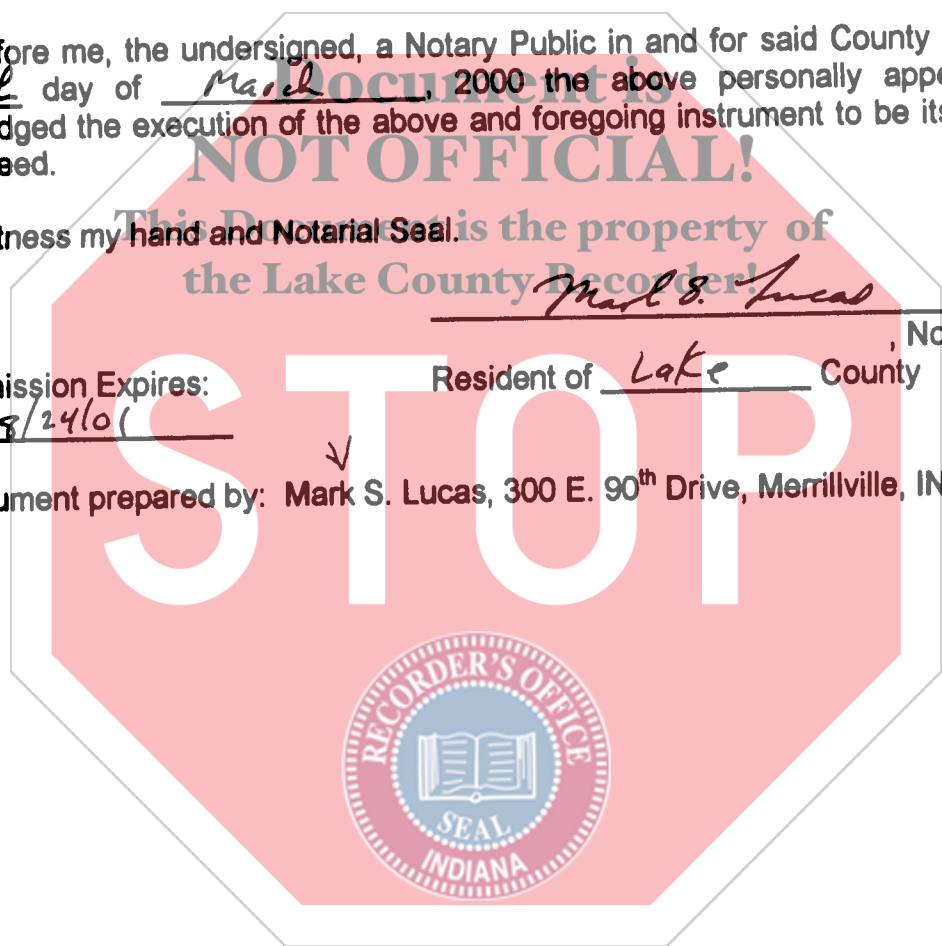 fore me, the undersigned, a Notary Public in and for said County
day of March, 2000 the above personally appe
dged the execution of the above and foregoing instrument to be its
eed.
tness my hand and Notarial Seal.
Mark S. Lucas
, No
ission Expires:
8/24/01
Resident of Lake County
ument prepared by: Mark S. Lucas, 300 E. 90th Drive, Merrillville, IN
Document is
NOT OFFICIAL!
This Document is the property of
the Lake County Recorder!
STOP
RECORDER'S OFFICE
SEAL
INDIANA